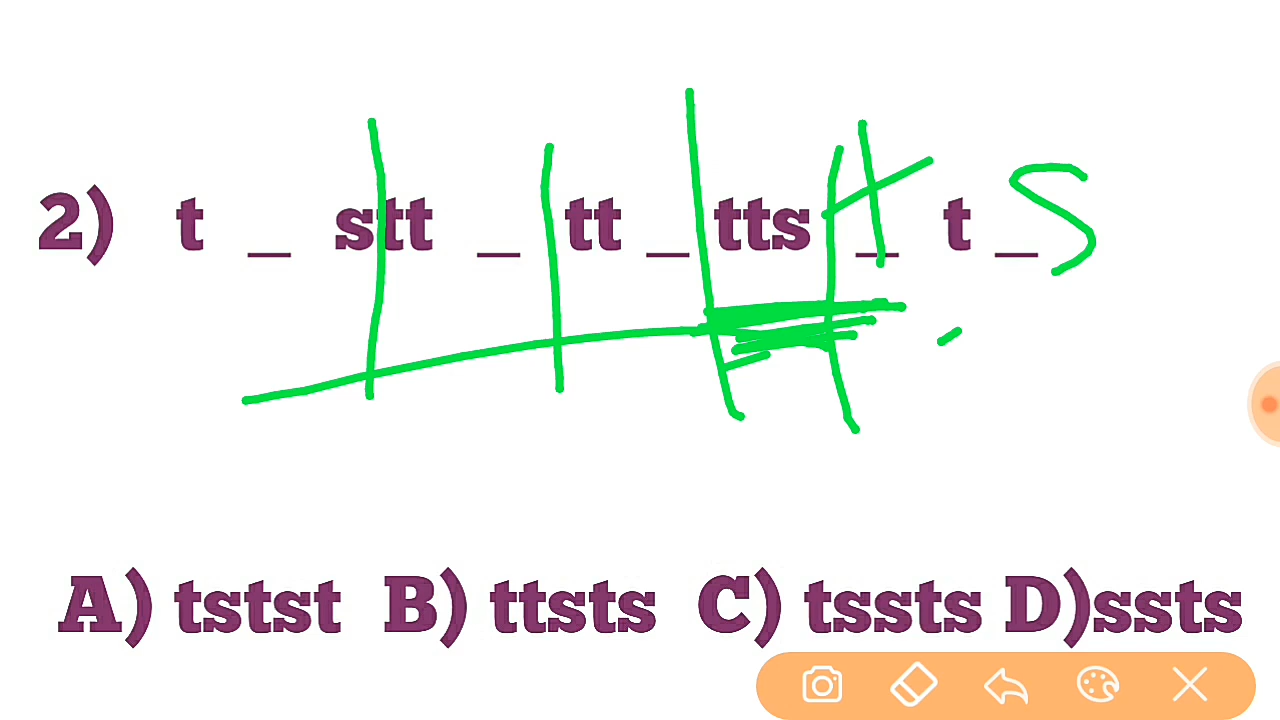 2) t _ stt _ tt _ tts _ t _ s
A) tstst B) ttsts C) tssts D)ssts